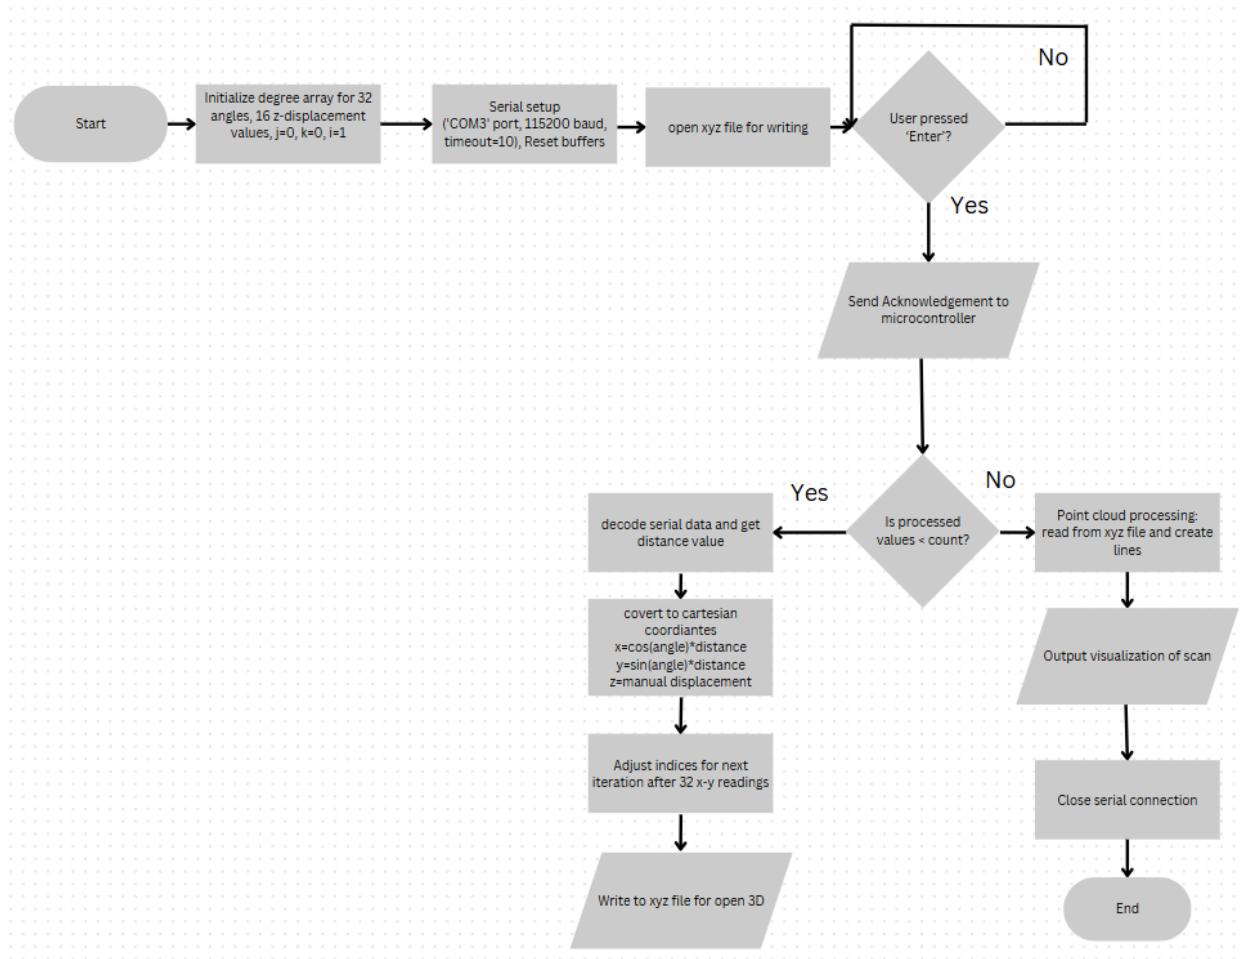 Start
Initialize degree array for 32
angles, 16 z-displacement
values, j=0, k=0, i=1
Serial setup
('COM3' port, 115200 baud,
timeout=10), Reset buffers
open xyz file for writing
User pressed
‘Enter’?
No
Yes
Send Acknowledgement to
microcontroller
Is processed
values < count?
Yes
No
decode serial data and get
distance value
covert to cartesian
coordiantes
x=cos(angle)*distance
y=sin(angle)*distance
z=manual displacement
Adjust indices for next
iteration after 32 x-y readings
Write to xyz file for open 3D
Point cloud processing:
read from xyz file and create
lines
Output visualization of scan
Close serial connection
End